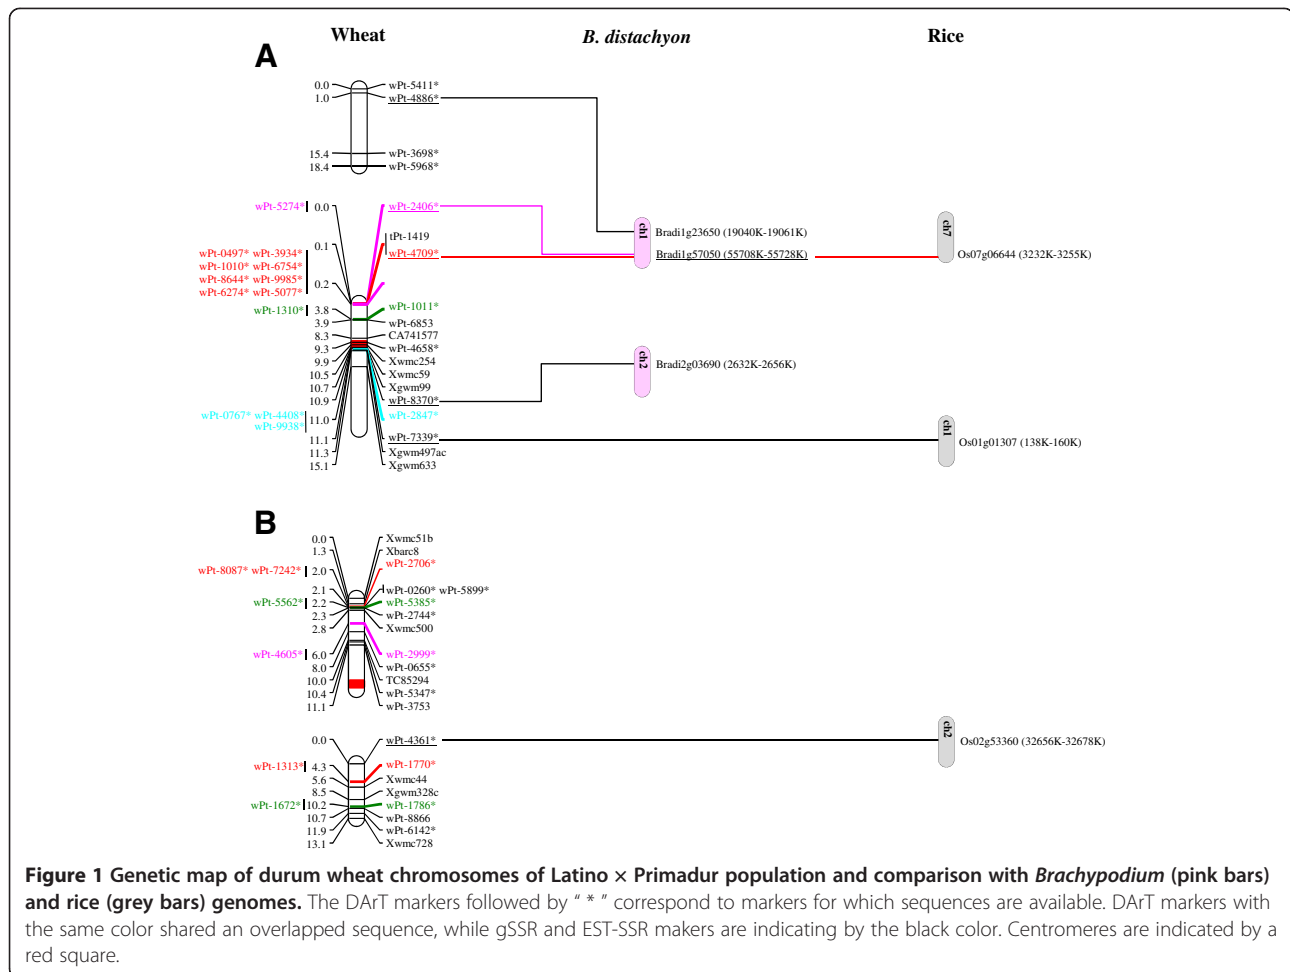 Wheat B. distachyon Rice
A
0.0 wPt-5411*
1.0 wPt-4886*
15.4 wPt-3698*
18.4 wPt-5968*
wPt-5274* 0.0 wPt-2406*
ch1 Bradi1g23650 (19040K-19061K)
ch7
0.1 tPt-1419
wPt-0497* wPt-3934* wPt-4709* Bradi1g57050 (55708K-55728K) Os07g06644 (3232K-3255K)
wPt-1010* wPt-6754*
wPt-8644* wPt-9985* 0.2
wPt-6274* wPt-5077*
wPt-1310* 3.8 wPt-1011*
3.9 wPt-6853
8.3 CA741577
9.3 wPt-4658*
9.9 Xwmc254
ch2 Bradi2g03690 (2632K-2656K)
10.5 Xwmc59
10.7 Xgwm99
10.9 wPt-8370*
wPt-0767* wPt-4408* 11.0 wPt-2847*
wPt-9938*
11.1 wPt-7339* ch1 Os01g01307 (138K-160K)
11.3 Xgwm497ac
15.1 Xgwm633
B
0.0 Xwmc51b
1.3 Xbarc8
wPt-8087* wPt-7242* 2.0 wPt-2706*
2.1 wPt-0260* wPt-5899*
wPt-5562* 2.2 wPt-5385*
2.3 wPt-2744*
2.8 Xwmc500
wPt-4605* 6.0 wPt-2999*
8.0 wPt-0655*
10.0 TC85294
10.4 wPt-5347*
11.1 wPt-3753
0.0 wPt-4361* ch2 Os02g53360 (32656K-32678K)
wPt-1313* 4.3 wPt-1770*
5.6 Xwmc44
8.5 Xgwm328c
wPt-1672* 10.2 wPt-1786*
10.7 wPt-8866
11.9 wPt-6142*
13.1 Xwmc728
Figure 1 Genetic map of durum wheat chromosomes of Latino × Primadur population and comparison with Brachypodium (pink bars)
and rice (grey bars) genomes. The DArT markers followed by “ * ” correspond to markers for which sequences are available. DArT markers with
the same color shared an overlapped sequence, while gSSR and EST-SSR makers are indicating by the black color. Centromeres are indicated by a
red square.